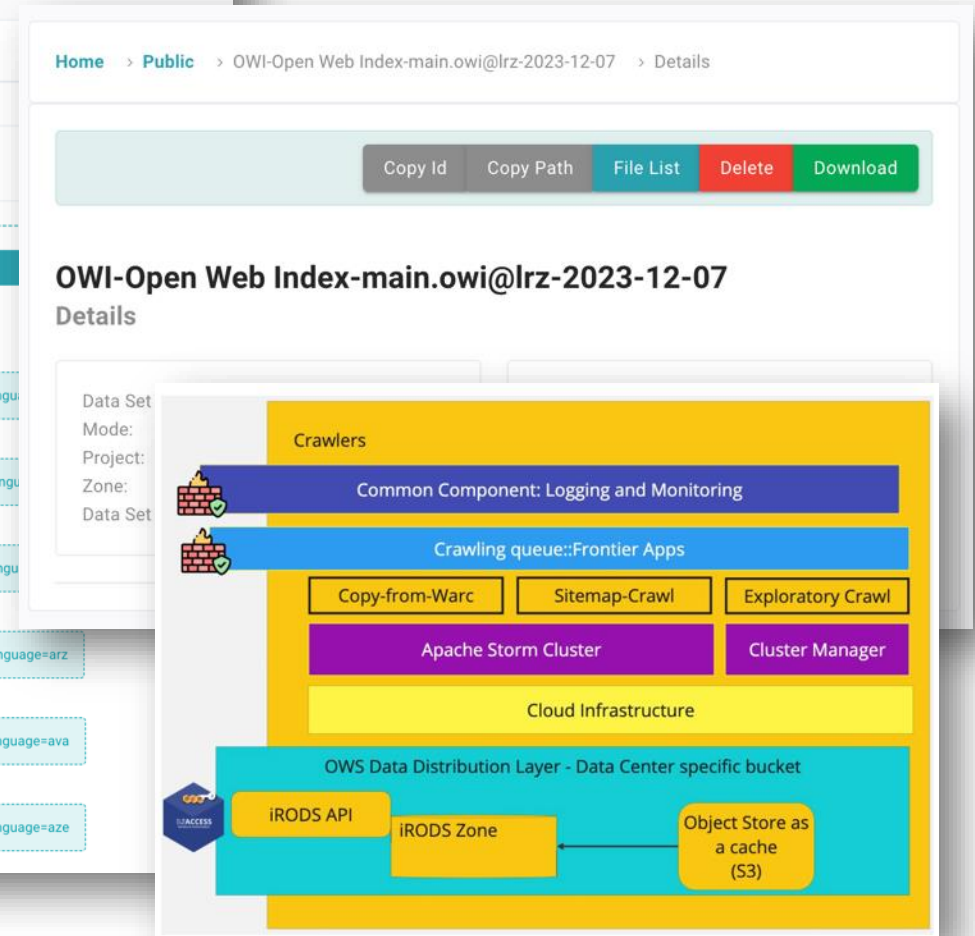 Home > Public > OWI-Open Web Index-main.owi@lrz-2023-12-07 > Details
Copy Id Copy Path File List Delete Download
OWI-Open Web Index-main.owi@lrz-2023-12-07
Details
Data Set
Mode:
Project:
Zone:
Data Set
Crawlers
Common Component: Logging and Monitoring
Crawling queue::Frontier Apps
Copy-from-Warc Sitemap-Crawl Exploratory Crawl
Apache Storm Cluster Cluster Manager
Cloud Infrastructure
OWS Data Distribution Layer - Data Center specific bucket
iRODS API
iRODS Zone
Object Store as
a cache
(S3)
nguage=arz
nguage=ava
nguage=aze